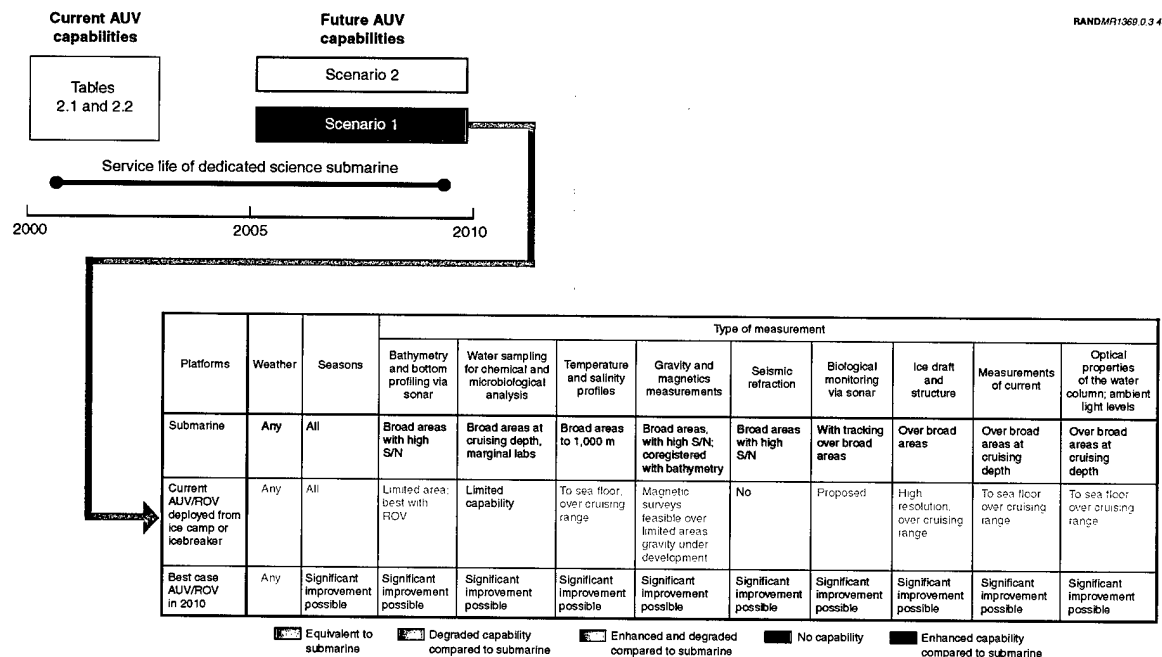 Current AUV
capabilities
Future AUV
capabilities
RANDMR1369.0.3.4
Tables
2.1 and 2.2
Scenario 2
Scenario 1
Service life of dedicated science submarine
2000
2005
2010
Type of measurement
Platforms
Weather
Seasons
Bathymetry
and bottom
profiling via
sonar
Water sampling
for chemical and
microbiological
analysis
Temperature
and salinity
profiles
Gravity and
magnetics
measurements
Seismic
refraction
Biological
monitoring
via sonar
Ice draft
and
structure
Measurements
of current
Optical
properties
of the water
column; ambient
light levels
Submarine
Any
All
Broad areas
with high
S/N
Broad areas at
cruising depth,
marginal labs
Broad areas
to 1,000 m
Broad areas,
with high S/N;
coregistered
with bathymetry
Broad areas
with high
S/N
With tracking
over broad
areas
Over broad
areas
Over broad
areas at
cruising
depth
Over broad
areas at
cruising
depth
Current
AUV/ROV
deployed from
ice camp or
icebreaker
Any
All
Limited area;
best with
ROV
Limited
capability
To sea floor,
over cruising
range
Magnetic
surveys
feasible over
limited areas
gravity under
development
No
Proposed
High
resolution,
over cruising
range
To sea floor
over cruising
range
To sea floor
over cruising
range
Best case
AUV/ROV
in 2010
Any
Significant
improvement
possible
Significant
improvement
possible
Significant
improvement
possible
Significant
improvement
possible
Significant
improvement
possible
Significant
improvement
possible
Significant
improvement
possible
Significant
improvement
possible
Significant
improvement
possible
Significant
improvement
possible
Equivalent to
submarine
Degraded capability
compared to submarine
Enhanced and degraded
compared to submarine
No capability
Enhanced capability
compared to submarine